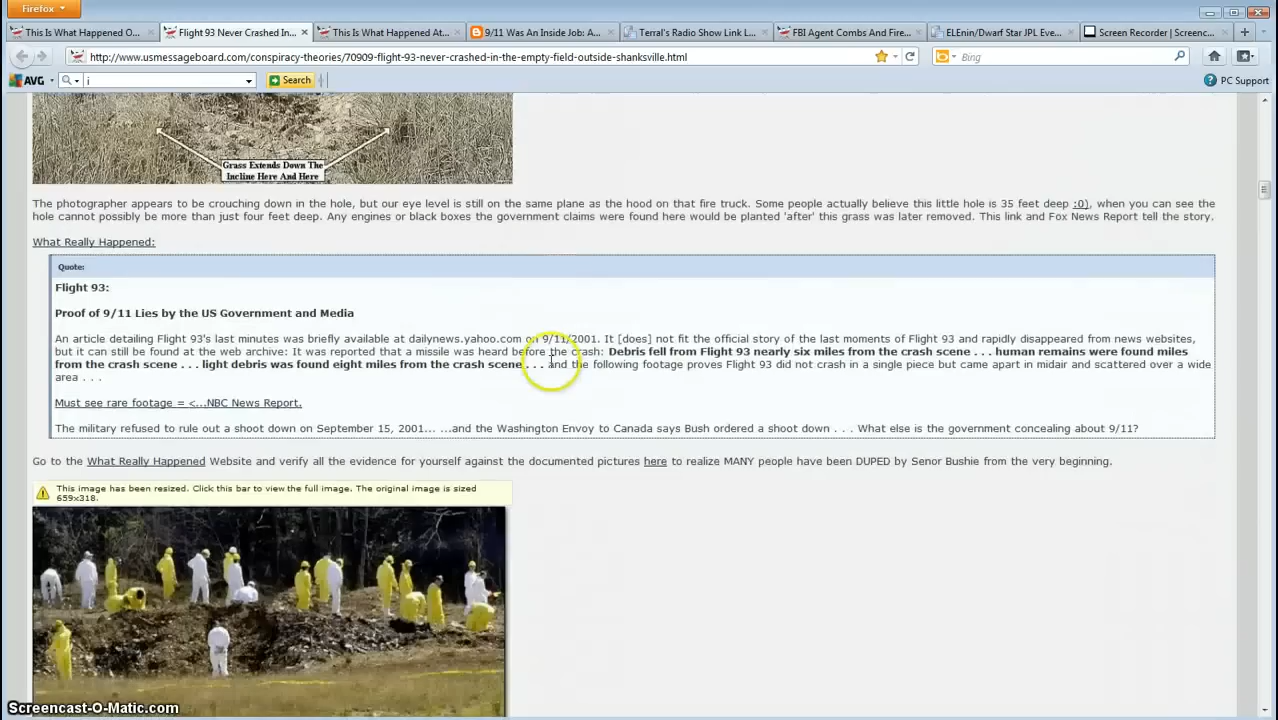 Firefox
This Is What Happened O...
Flight 93 Never Crashed In...
This Is What Happened At...
9/11 Was An Inside Job: A...
Terral's Radio Show Link L...
FBI Agent Combs And Fire...
ELEnin/Dwarf Star JPL Eve...
Screen Recorder | Screenc...
http://www.usmessageboard.com/conspiracy-theories/70909-flight-93-never-crashed-in-the-empty-field-outside-shanksville.html
Bing
AVG
i
Search
PC Support
Grass Extends Down The
Incline Here And Here
The photographer appears to be crouching down in the hole, but our eye level is still on the same plane as the hood on that fire truck. Some people actually believe this little hole is 35 feet deep :0), when you can see the
hole cannot possibly be more than just four feet deep. Any engines or black boxes the government claims were found here would be planted 'after' this grass was later removed. This link and Fox News Report tell the story.
What Really Happened:
Quote:
Flight 93:
Proof of 9/11 Lies by the US Government and Media
An article detailing Flight 93's last minutes was briefly available at dailynews.yahoo.com on 9/11/2001. It [does] not fit the official story of the last moments of Flight 93 and rapidly disappeared from news websites,
but it can still be found at the web archive: It was reported that a missile was heard before the crash: Debris fell from Flight 93 nearly six miles from the crash scene . . . human remains were found miles
from the crash scene . . . light debris was found eight miles from the crash scene . . . and the following footage proves Flight 93 did not crash in a single piece but came apart in midair and scattered over a wide
area . . .
Must see rare footage = <...NBC News Report.
The military refused to rule out a shoot down on September 15, 2001... ...and the Washington Envoy to Canada says Bush ordered a shoot down . . . What else is the government concealing about 9/11?
Go to the What Really Happened Website and verify all the evidence for yourself against the documented pictures here to realize MANY people have been DUPED by Senor Bushie from the very beginning.
This image has been resized. Click this bar to view the full image. The original image is sized
659x318.
Screencast-O-Matic.com